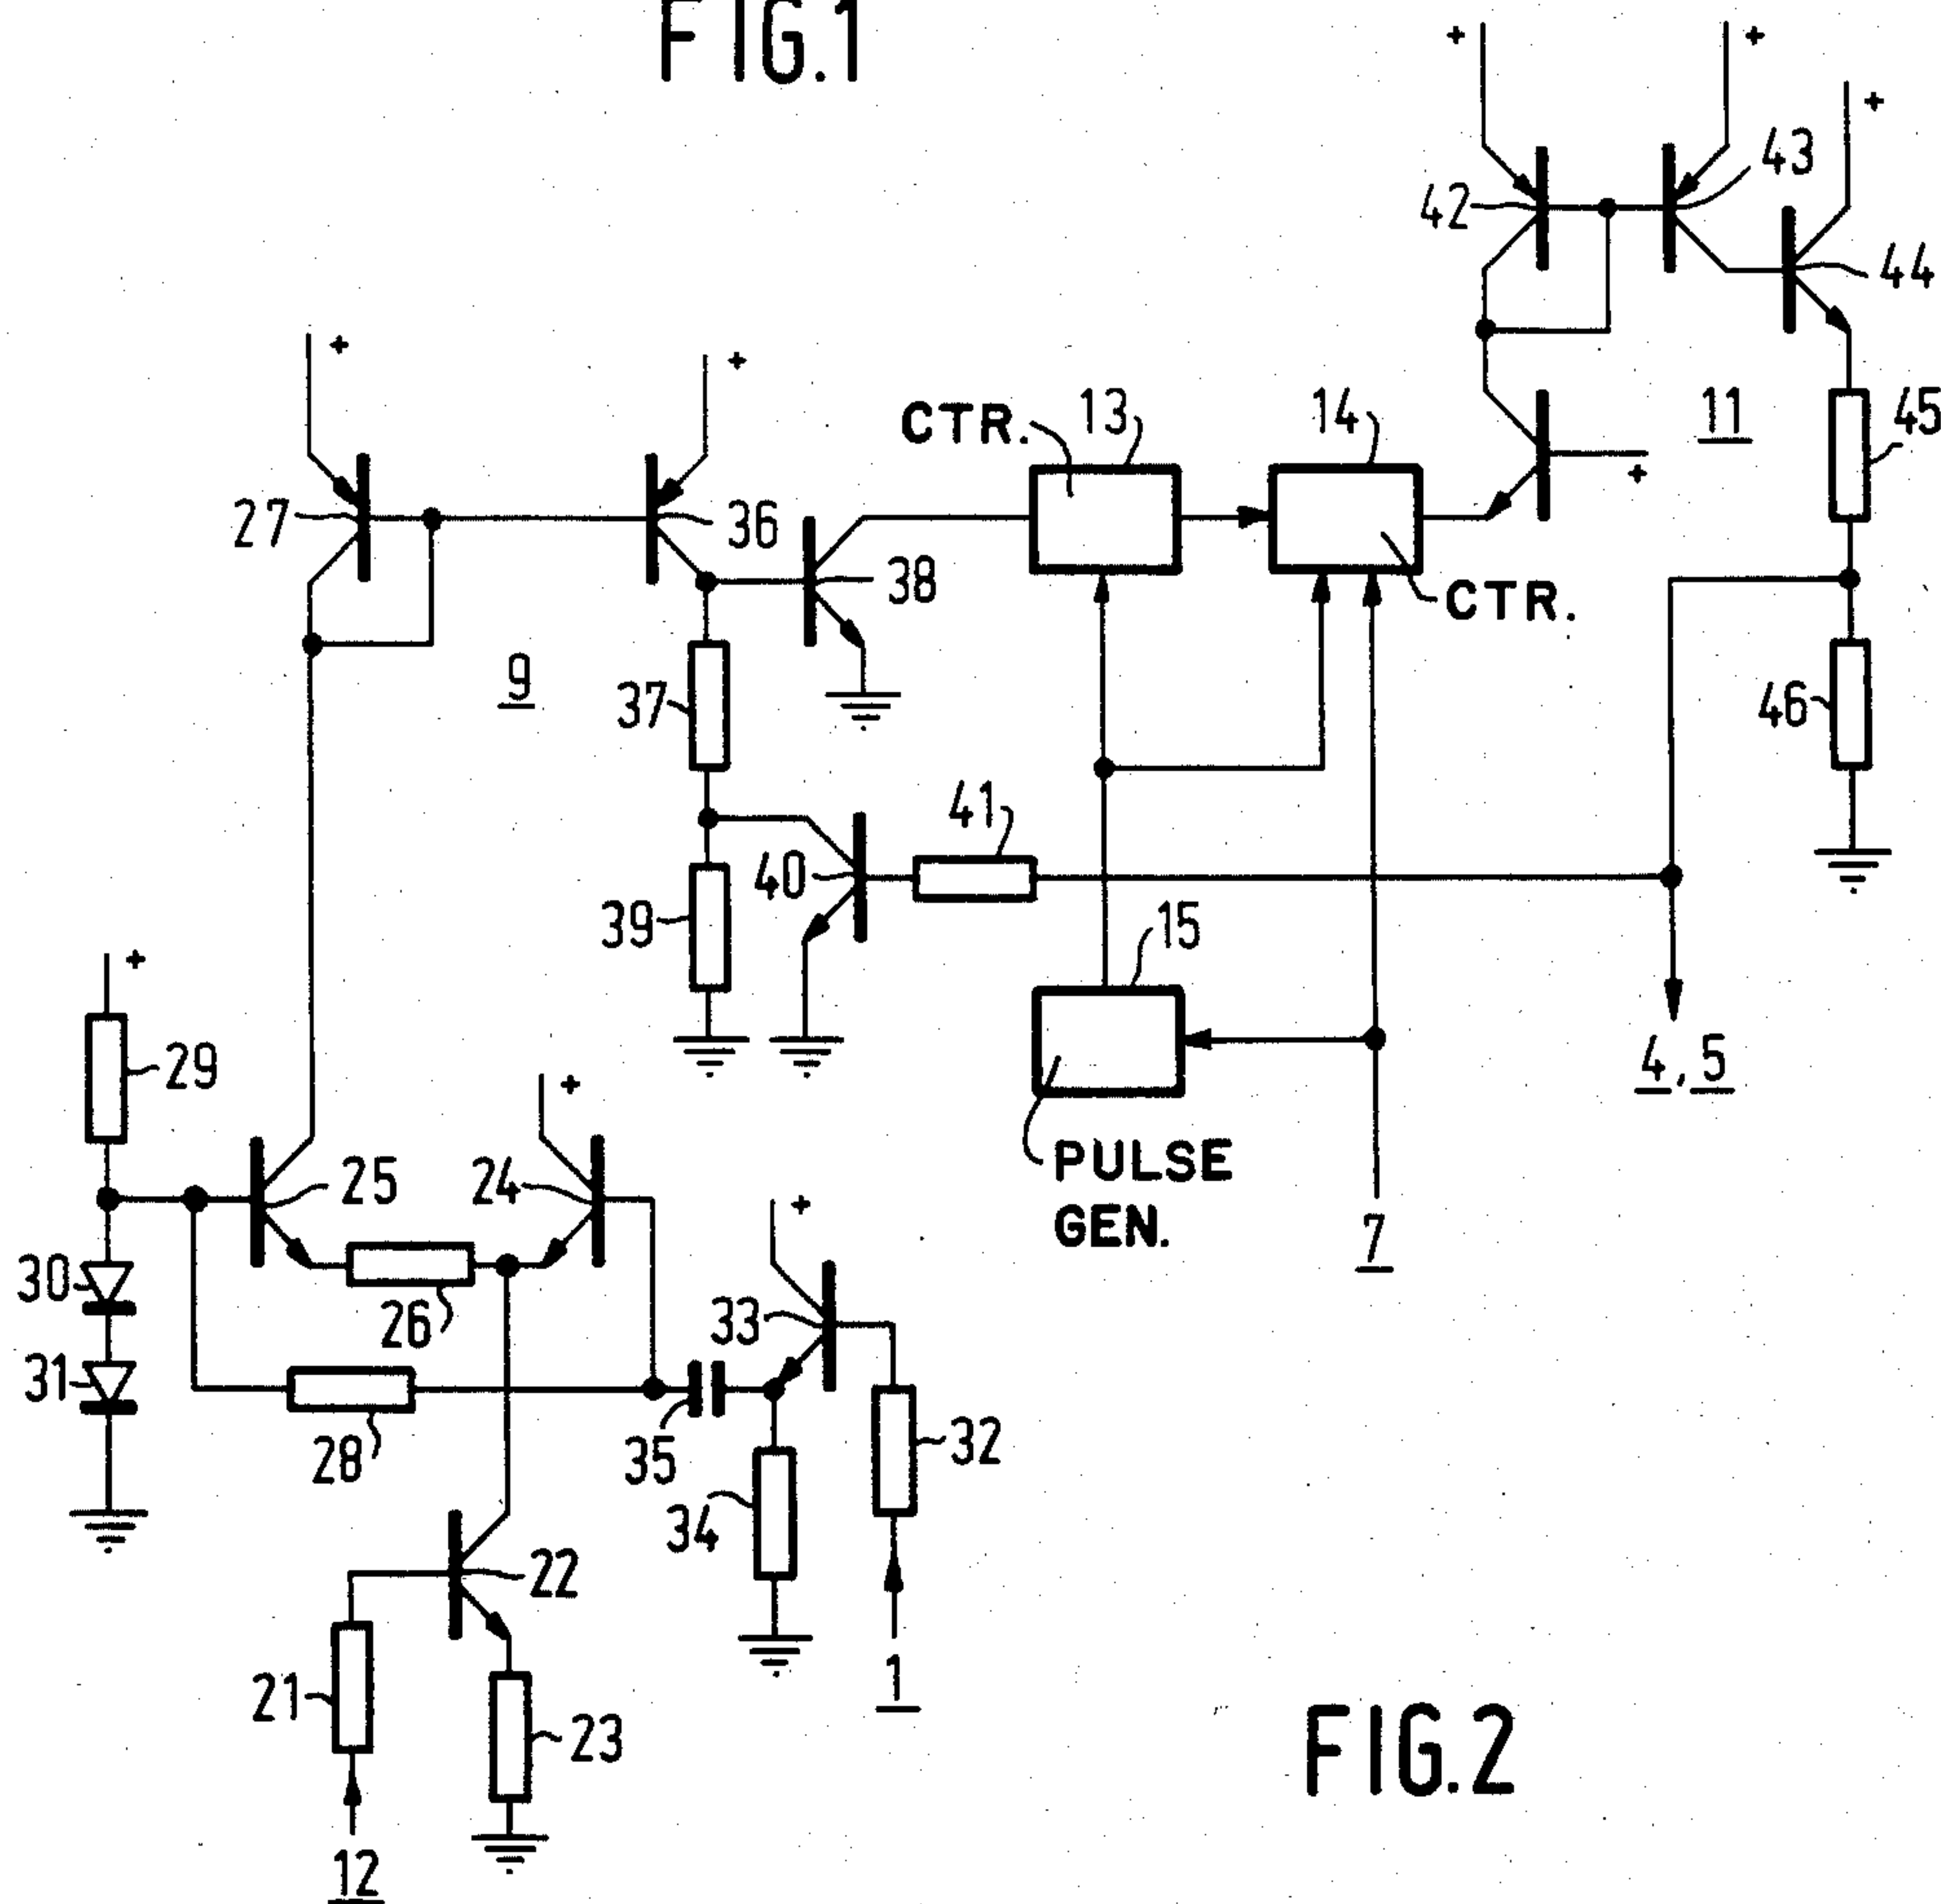 FIG.1
+ +
43
+
42
44
+
+
CTR. 13 14 11 45
27 36 +
38
CTR.
9 37 46
41
40
39 15
+
29 4, 5
+
25 24 PULSE
GEN. 7
+
30
26 33
31
28 35 32
34
22
21 1
23 FIG.2
12